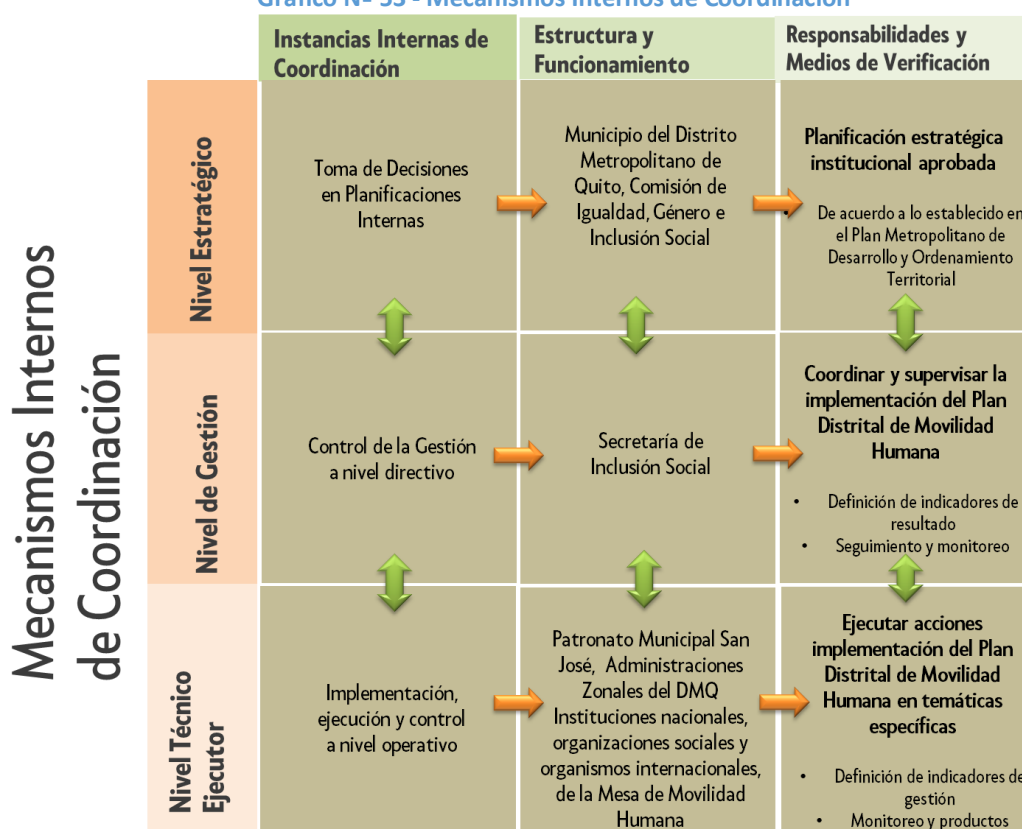 Gráfico Nº 53 - Mecanismos Internos de Coordinación
Mecanismos Internos
de Coordinación
Instancias Internas de
Coordinación
Estructura y
Funcionamiento
Responsabilidades y
Medios de Verificación
Nivel Estratégico
Toma de Decisiones
en Planificaciones
Internas
Municipio del Distrito
Metropolitano de
Quito, Comisión de
Igualdad, Género e
Inclusión Social
Planificación estratégica
institucional aprobada
• De acuerdo a lo establecido en
el Plan Metropolitano de
Desarrollo y Ordenamiento
Territorial
Nivel de Gestión
Control de la Gestión
a nivel directivo
Secretaría de
Inclusión Social
Coordinar y supervisar la
implementación del Plan
Distrital de Movilidad
Humana
• Definición de indicadores de
resultado
• Seguimiento y monitoreo
Nivel Técnico
Ejecutor
Implementación,
ejecución y control
a nivel operativo
Patronato Municipal San
José, Administraciones
Zonales del DMQ
Instituciones nacionales,
organizaciones sociales y
organismos internacionales,
de la Mesa de Movilidad
Humana
Ejecutar acciones
implementación del Plan
Distrital de Movilidad
Humana en temáticas
específicas
• Definición de indicadores de
gestión
• Monitoreo y productos